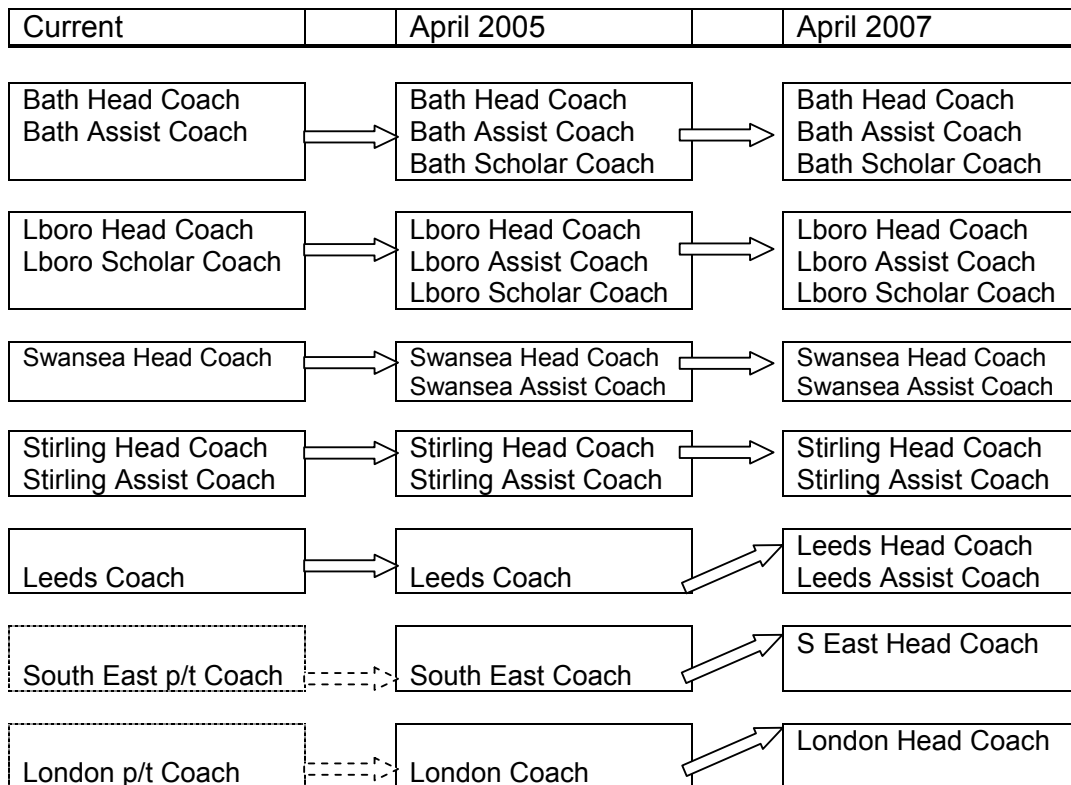 Current April 2005 April 2007
Bath Head Coach
Bath Assist Coach
Bath Head Coach
Bath Assist Coach
Bath Scholar Coach
Bath Head Coach
Bath Assist Coach
Bath Scholar Coach
Lboro Head Coach
Lboro Scholar Coach
Lboro Head Coach
Lboro Assist Coach
Lboro Scholar Coach
Lboro Head Coach
Lboro Assist Coach
Lboro Scholar Coach
Swansea Head Coach
Swansea Head Coach
Swansea Assist Coach
Swansea Head Coach
Swansea Assist Coach
Stirling Head Coach
Stirling Assist Coach
Stirling Head Coach
Stirling Assist Coach
Stirling Head Coach
Stirling Assist Coach
Leeds Coach
Leeds Coach
Leeds Head Coach
Leeds Assist Coach
South East p/t Coach
South East Coach
S East Head Coach
London p/t Coach
London Coach
London Head Coach